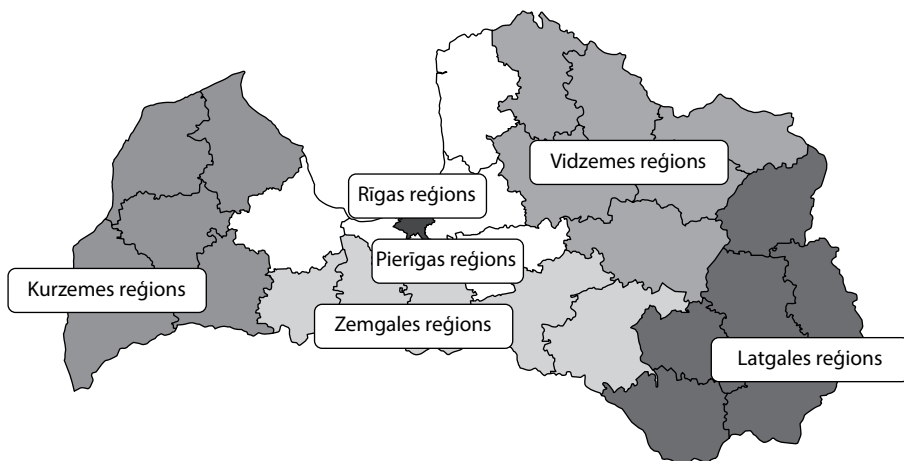 Vidzemes reģions
Rīgas reģions
Pierīgas reģions
Kurzemes reģions
Zemgales reģions
Latgales reģions